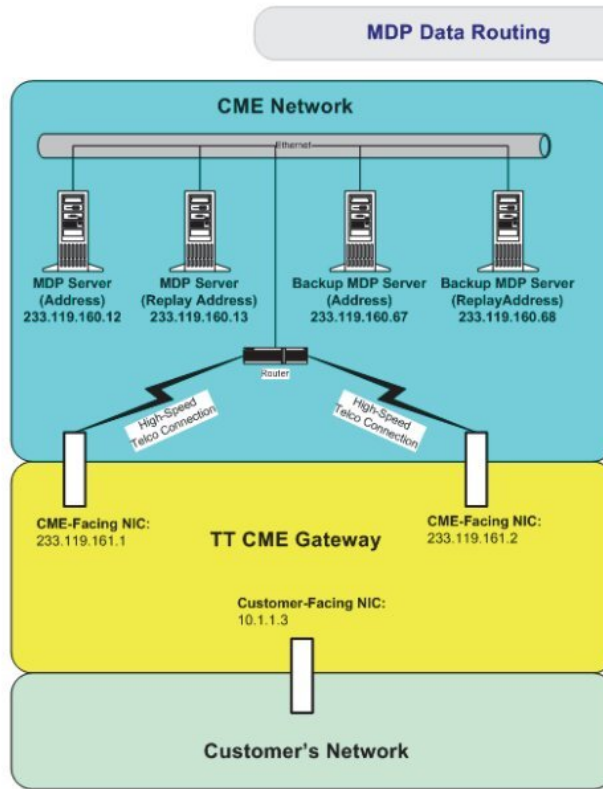 MDP Data Routing
CME Network
Ethernet
MDP Server
(Address)
233.119.160.12
MDP Server
(Replay Address)
233.119.160.13
Backup MDP Server
(Address)
233.119.160.67
Backup MDP Server
(ReplayAddress)
233.119.160.68
Router
High-Speed
Telco Connection
High-Speed
Telco Connection
CME-Facing NIC:
233.119.161.1
CME-Facing NIC:
233.119.161.2
TT CME Gateway
Customer-Facing NIC:
10.1.1.3
Customer's Network